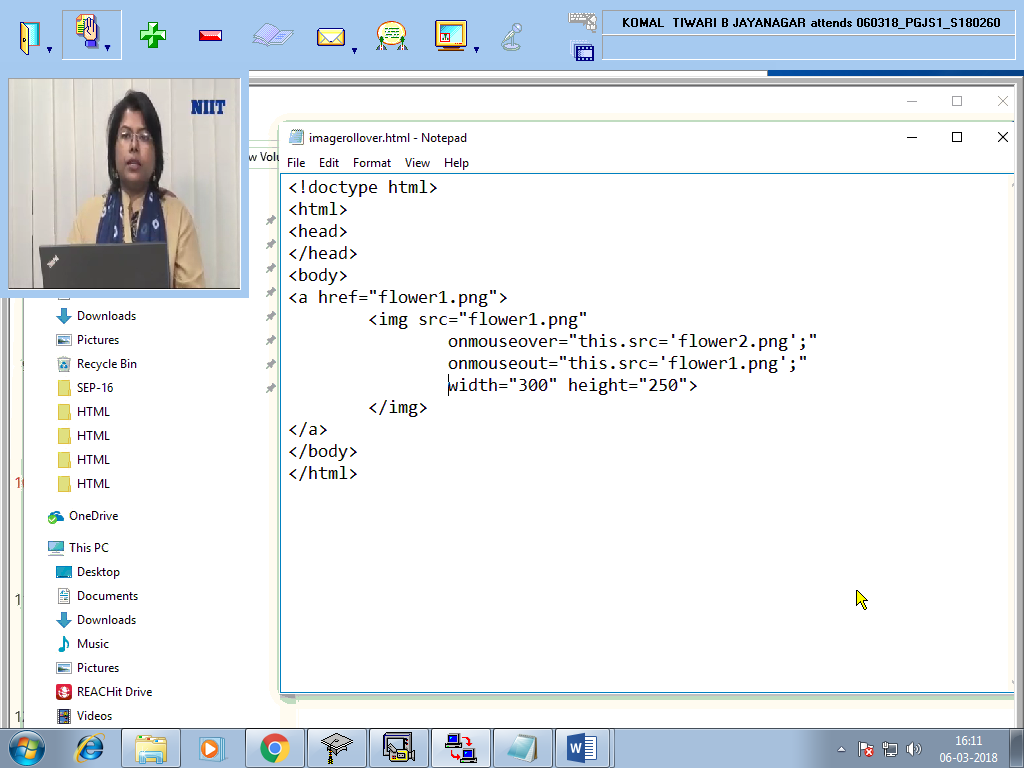 KOMAL TIWARI B JAYANAGAR attends 060318_PGJS1_S180260
NIIT
imagerollover.html - Notepad
File Edit Format View Help
<!doctype html>
<html>
<head>
</head>
<body>
<a href="flower1.png">
<img src="flower1.png"
onmouseover="this.src='flower2.png';"
onmouseout="this.src='flower1.png';"
width="300" height="250">
</img>
</a>
</body>
</html>
Downloads
Pictures
Recycle Bin
SEP-16
HTML
HTML
HTML
HTML
OneDrive
This PC
Desktop
Documents
Downloads
Music
Pictures
REACHit Drive
Videos
16:11
06-03-2018